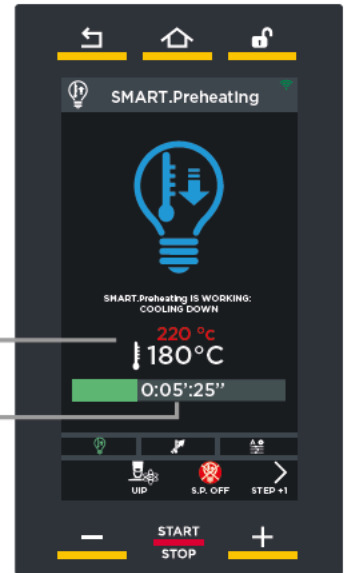 SMART.Preheating
SMART.Preheating IS WORKING:
COOLING DOWN
220 °c
180°C
0:05':25’’
UIP
S.P. OFF
STEP +1
START
STOP